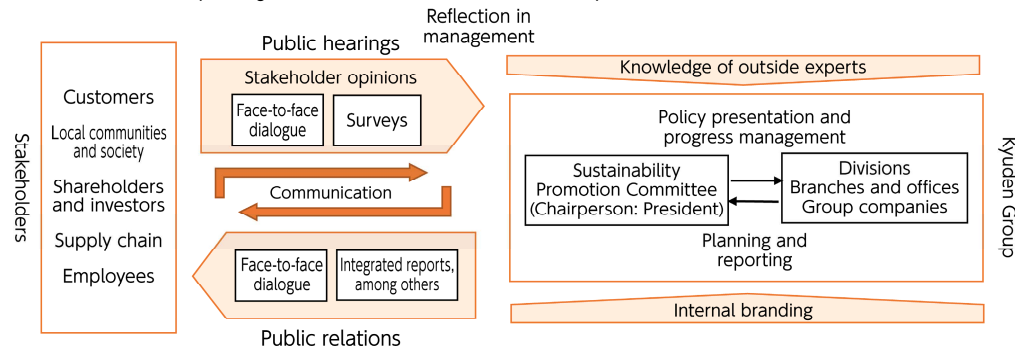 Reflection in
management
Stakeholders
Customers
Local communities
and society
Shareholders
and investors
Supply chain
Employees
Public hearings
Stakeholder opinions
Face-to-face
dialogue
Surveys
Communication
Face-to-face
dialogue
Integrated reports,
among others
Public relations
Knowledge of outside experts
Policy presentation and
progress management
Sustainability
Promotion Committee
(Chairperson: President)
Divisions
Branches and offices
Group companies
Planning and
reporting
Internal branding
Kyuden Group